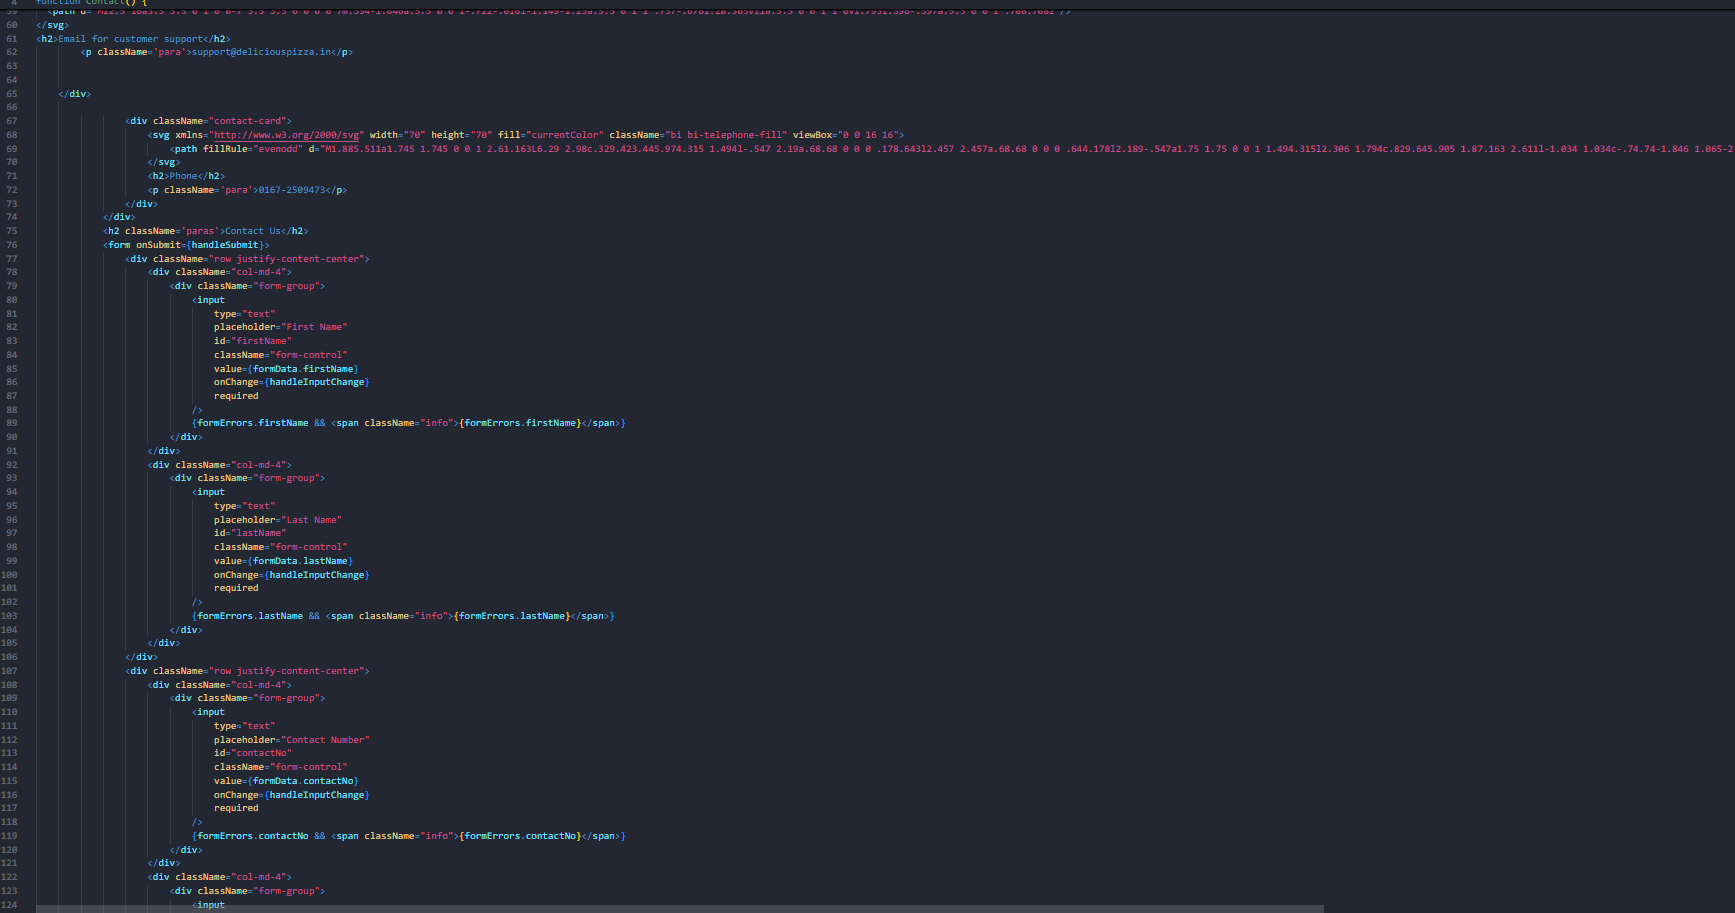 4 function Contact() {
60 </svg>
61 <h2>Email for customer support</h2>
62 <p className='para'>support@deliciouspizza.in</p>
63
64
65 </div>
66
67 <div className="contact-card">
68 <svg xmlns="http://www.w3.org/2000/svg" width="70" height="70" fill="currentColor" className="bi bi-telephone-fill" viewBox="0 0 16 16">
69 <path fillRule="evenodd" d="M1.885.511a1.745 1.745 0 0 1 2.61.163L6.29 2.98c.329.423.445.974.315 1.494l-.547 2.19a.68.68 0 0 0 .178.643l2.457 2.457a.68.68 0 0 0 .644.178l2.189-.547a1.75 1.75 0 0 1 1.494.315l2.306 1.794c.829.645.905 1.87.163 2.611l-1.034 1.034c-.74.74-1.846 1.065-2
70 </svg>
71 <h2>Phone</h2>
72 <p className='para'>0167-2509473</p>
73 </div>
74 </div>
75 <h2 className='paras'>Contact Us</h2>
76 <form onSubmit={handleSubmit}>
77 <div className="row justify-content-center">
78 <div className="col-md-4">
79 <div className="form-group">
80 <input
81 type="text"
82 placeholder="First Name"
83 id="firstName"
84 className="form-control"
85 value={formData.firstName}
86 onChange={handleInputChange}
87 required
88 />
89 {formErrors.firstName && <span className="info">{formErrors.firstName}</span>}
90 </div>
91 </div>
92 <div className="col-md-4">
93 <div className="form-group">
94 <input
95 type="text"
96 placeholder="Last Name"
97 id="lastName"
98 className="form-control"
99 value={formData.lastName}
100 onChange={handleInputChange}
101 required
102 />
103 {formErrors.lastName && <span className="info">{formErrors.lastName}</span>}
104 </div>
105 </div>
106 </div>
107 <div className="row justify-content-center">
108 <div className="col-md-4">
109 <div className="form-group">
110 <input
111 type="text"
112 placeholder="Contact Number"
113 id="contactNo"
114 className="form-control"
115 value={formData.contactNo}
116 onChange={handleInputChange}
117 required
118 />
119 {formErrors.contactNo && <span className="info">{formErrors.contactNo}</span>}
120 </div>
121 </div>
122 <div className="col-md-4">
123 <div className="form-group">
124 <input